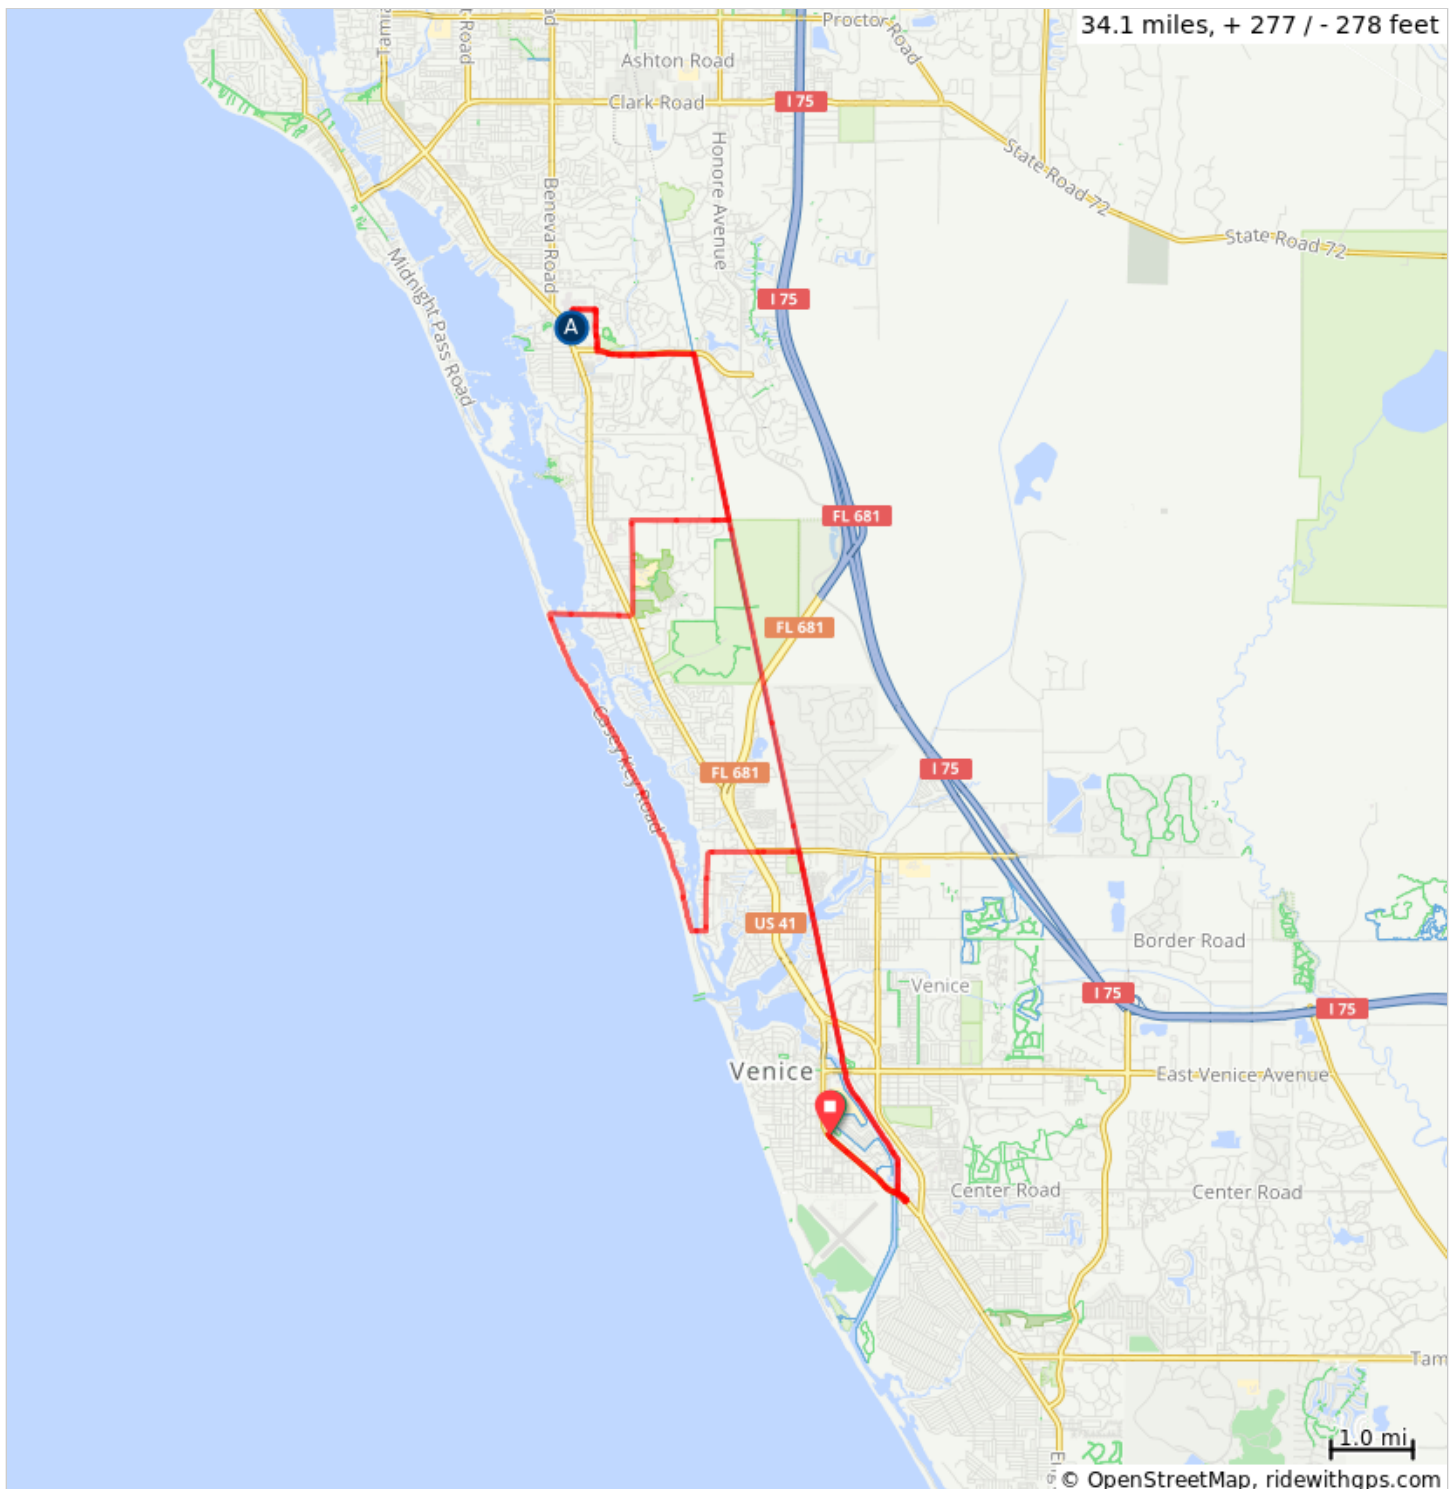 34.1 miles, + 277 / - 278 feet
Proctor Road
Ashton Road
Clark Road
I 75
Honore Avenue
State Road 72
State Road 72
Beneva Road
Midnight Pass Road
I 75
A
FL 681
FL 681
Casey Key Road
FL 681
I 75
US 41
Border Road
Venice
I 75
I 75
Venice
East Venice Avenue
Center Road
Center Road
Tam
1.0 mi
© OpenStreetMap, ridewithgps.com